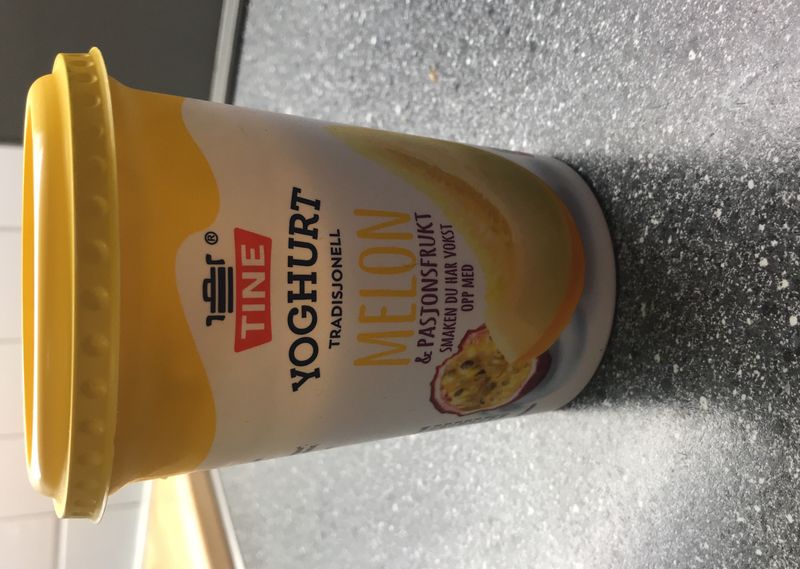 ®
TINE
YOGHURT
TRADISJONELL
MELON
& PASJONSFRUKT
SMAKEN DU HAR VOKST
OPP MED